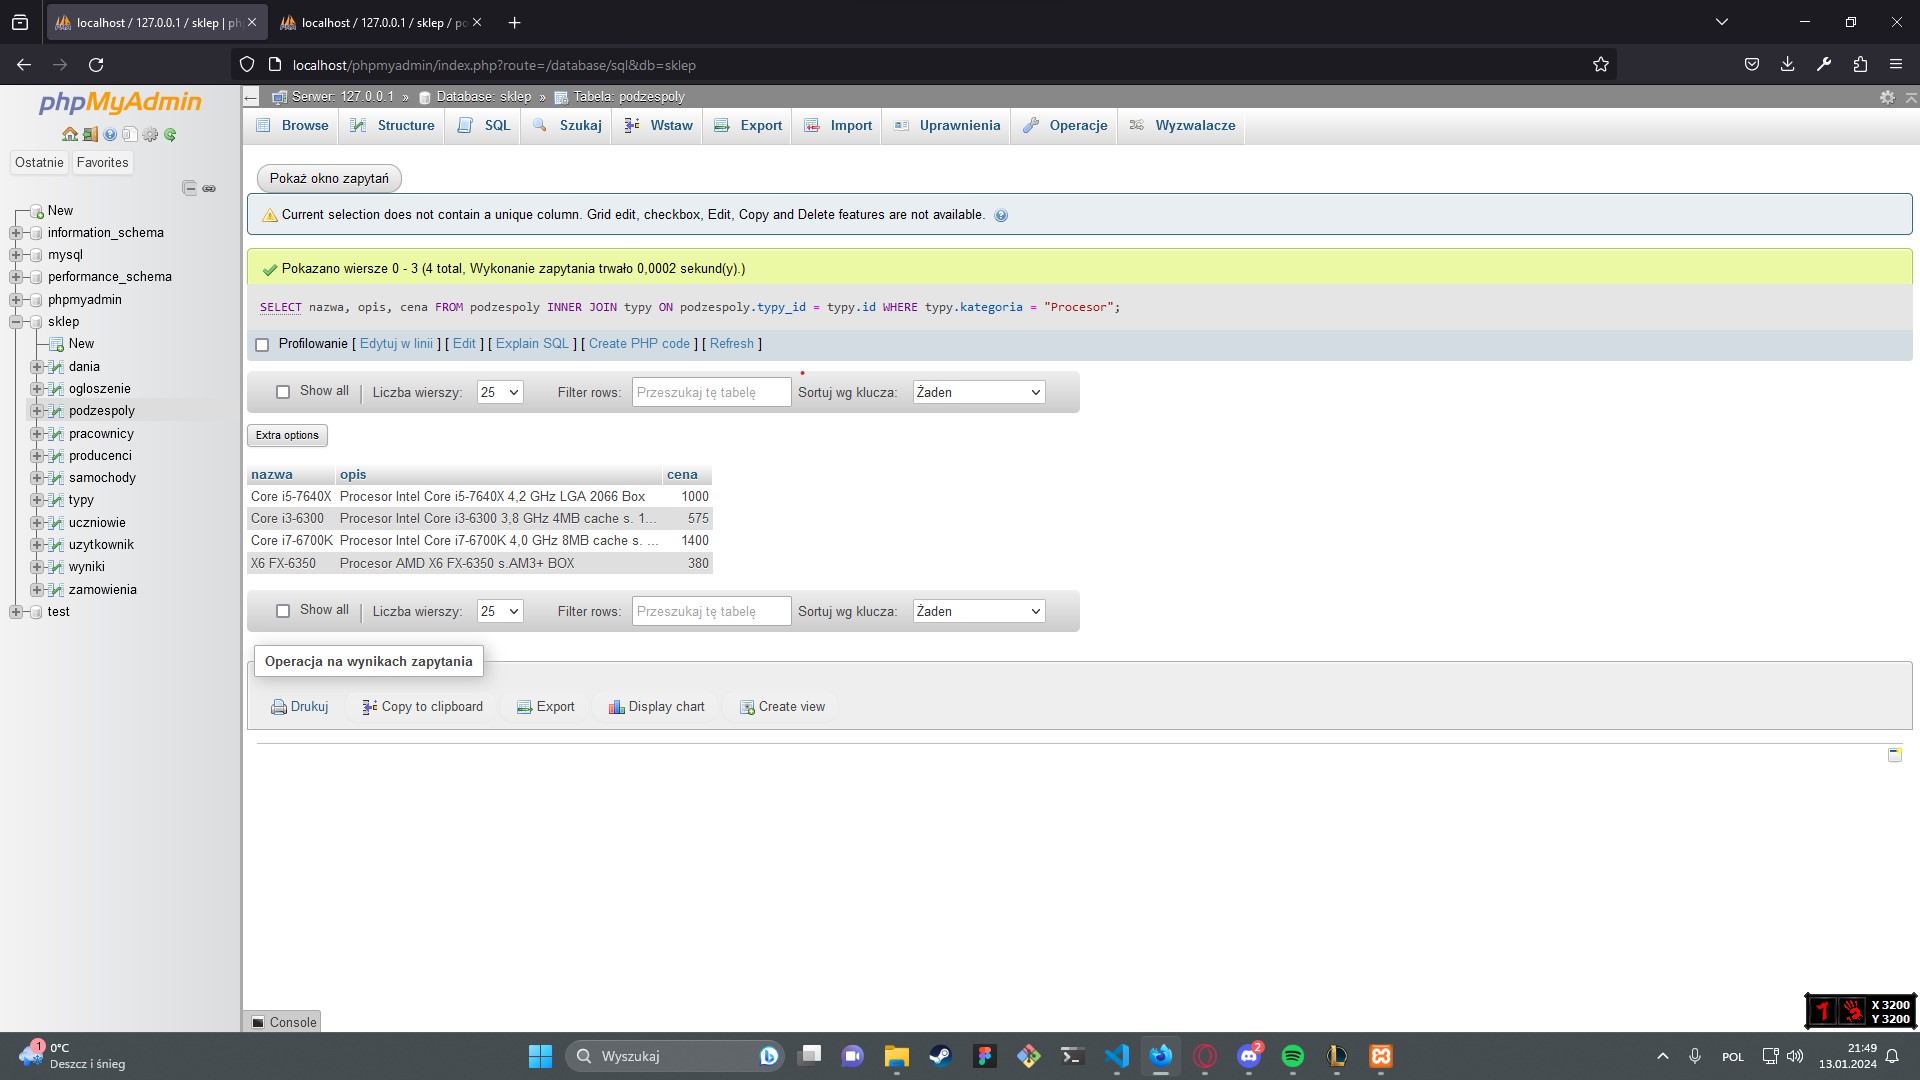 localhost / 127.0.0.1 / sklep | ph
localhost / 127.0.0.1 / sklep / po
localhost/phpmyadmin/index.php?route=/database/sql&db=sklep
phpMyAdmin
Ostatnie Favorites
New
information_schema
mysql
performance_schema
phpmyadmin
sklep
New
dania
ogloszenie
podzespoly
pracownicy
producenci
samochody
typy
uczniowie
uzytkownik
wyniki
zamowienia
test
Serwer: 127.0.0.1 » Database: sklep » Tabela: podzespoly
Browse Structure SQL Szukaj Wstaw Export Import Uprawnienia Operacje Wyzwalacze
Pokaż okno zapytań
Current selection does not contain a unique column. Grid edit, checkbox, Edit, Copy and Delete features are not available.
Pokazano wiersze 0 - 3 (4 total, Wykonanie zapytania trwało 0,0002 sekund(y).)
SELECT nazwa, opis, cena FROM podzespoly INNER JOIN typy ON podzespoly.typy_id = typy.id WHERE typy.kategoria = "Procesor";
Profilowanie [ Edytuj w linii ] [ Edit ] [ Explain SQL ] [ Create PHP code ] [ Refresh ]
Show all Liczba wierszy: 25 Filter rows: Przeszukaj tę tabelę Sortuj wg klucza: Żaden
Extra options
nazwa opis cena
Core i5-7640X Procesor Intel Core i5-7640X 4,2 GHz LGA 2066 Box 1000
Core i3-6300 Procesor Intel Core i3-6300 3,8 GHz 4MB cache s. 1... 575
Core i7-6700K Procesor Intel Core i7-6700K 4,0 GHz 8MB cache s. ... 1400
X6 FX-6350 Procesor AMD X6 FX-6350 s.AM3+ BOX 380
Show all Liczba wierszy: 25 Filter rows: Przeszukaj tę tabelę Sortuj wg klucza: Żaden
Operacja na wynikach zapytania
Drukuj Copy to clipboard Export Display chart Create view
Console
X 3200
Y 3200
1
0°C
Deszcz i śnieg
Wyszukaj
2
POL
21:49
13.01.2024